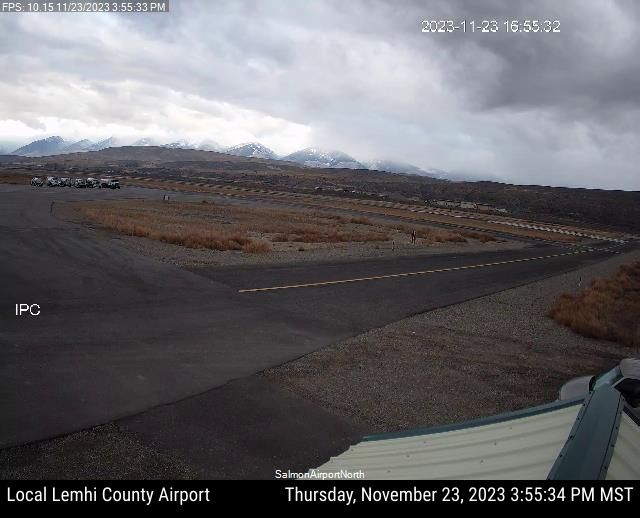 FPS: 10.15 11/23/2023 3:55:33 PM
2023-11-23 16:55:32
IPC
SalmonAirportNorth
Local Lemhi County Airport
Thursday, November 23, 2023 3:55:34 PM MST